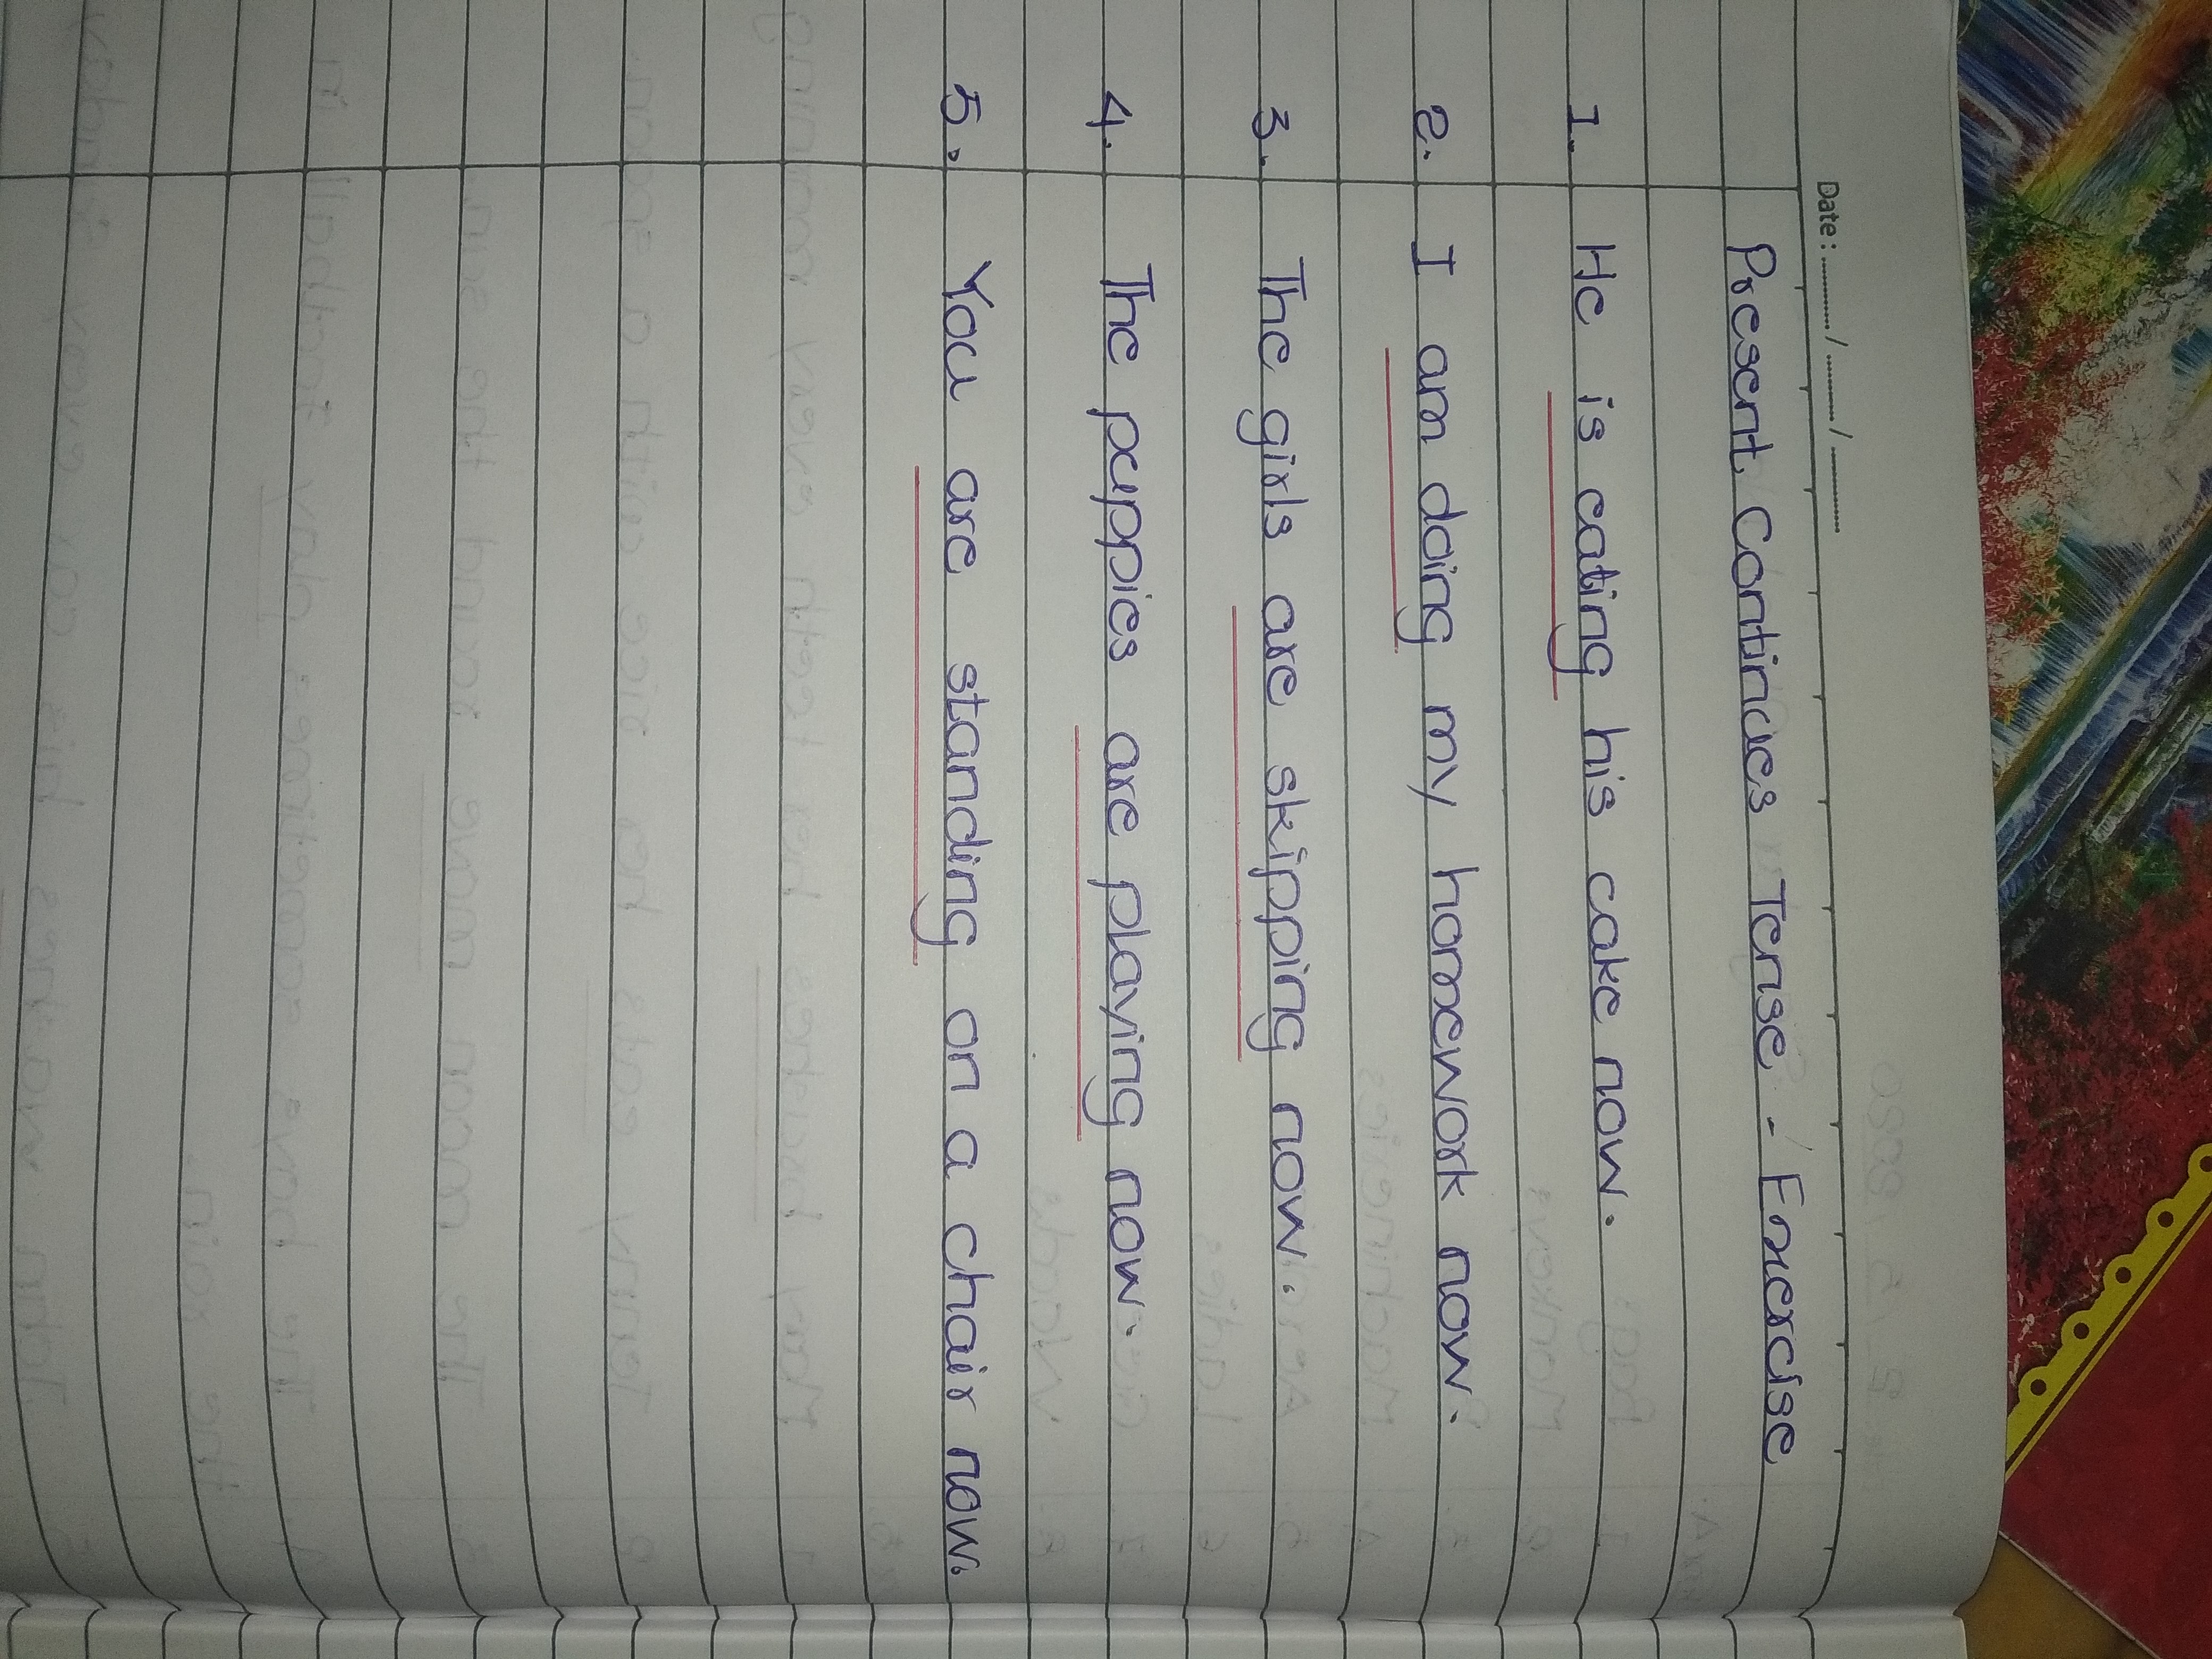 Date: ........../........../..........
Present Continues Tense - Exercise
1. He is eating his cake now.
2. I am doing my homework now.
3. The girls are skipping now.
4. The puppies are playing now.
5. You are standing on a chair now.